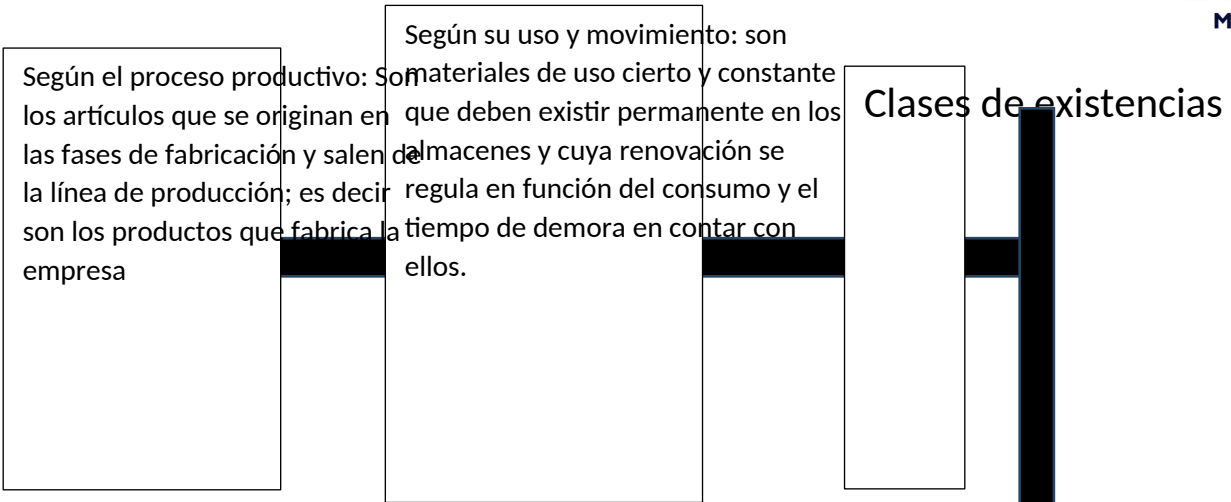 Según el proceso productivo: Son
los artículos que se originan en
las fases de fabricación y salen de
la línea de producción; es decir
son los productos que fabrica la
empresa
Según su uso y movimiento: son
materiales de uso cierto y constante
que deben existir permanente en los
almacenes y cuya renovación se
regula en función del consumo y el
tiempo de demora en contar con
ellos.
Clases de existencias
M